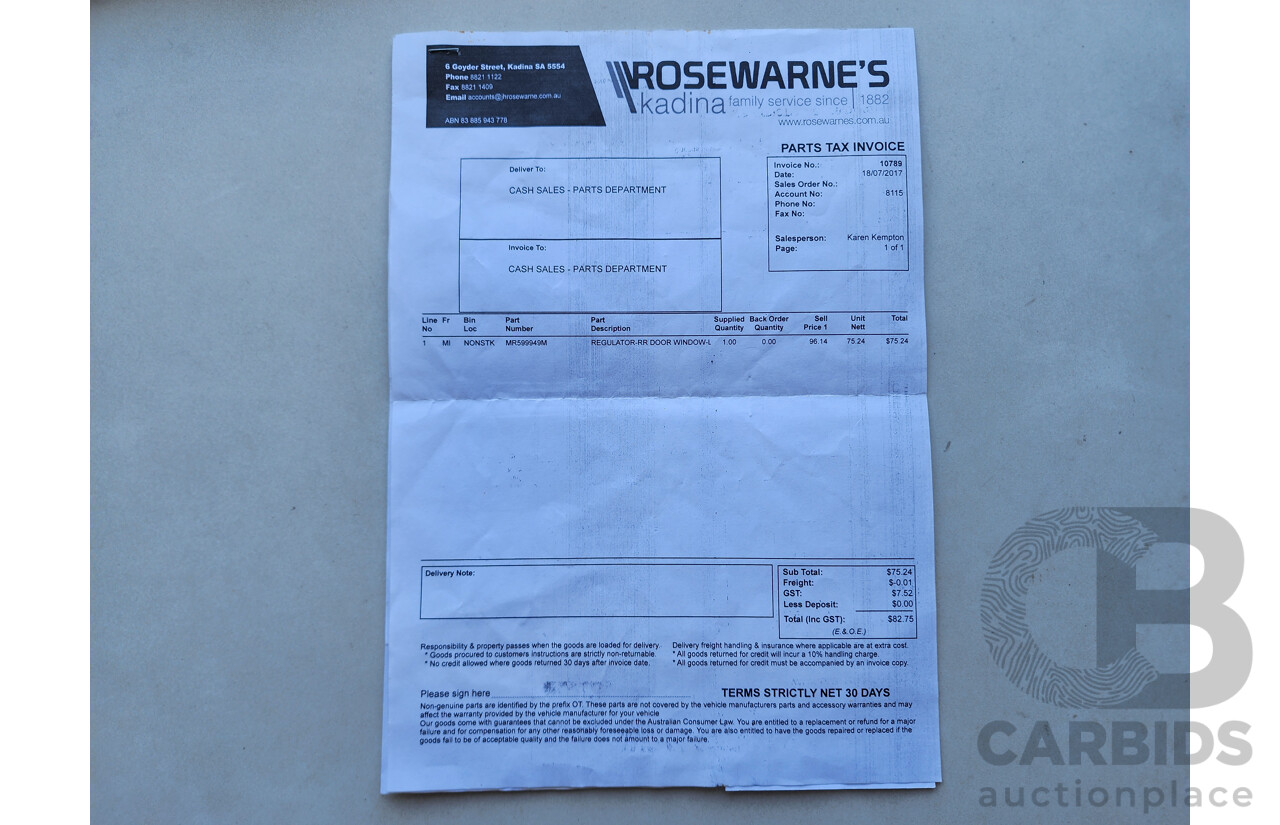 6 Goyder Street, Kadina SA 5554
Phone 8821 1122
Fax 8821 1409
Email accounts@jhrosewarne.com.au
ABN 83 885 943 778
ROSEWARNE'S
kadina family service since | 1882
www.rosewarnes.com.au
PARTS TAX INVOICE
Deliver To:
CASH SALES - PARTS DEPARTMENT
Invoice To:
CASH SALES - PARTS DEPARTMENT
Invoice No.: 10789
Date: 18/07/2017
Sales Order No.:
Account No: 8115
Phone No:
Fax No:
Salesperson: Karen Kempton
Page: 1 of 1
Line No Fr Bin Loc Part Number Part Description Supplied Quantity Back Order Quantity Sell Price 1 Unit Nett Total
1 MI NONSTK MR599949M REGULATOR-RR DOOR WINDOW-L 1.00 0.00 96.14 75.24 $75.24
Delivery Note:
Sub Total: $75.24
Freight: $-0.01
GST: $7.52
Less Deposit: $0.00
Total (Inc GST): $82.75
(E.&O.E.)
Responsibility & property passes when the goods are loaded for delivery.
* Goods procured to customers instructions are strictly non-returnable.
* No credit allowed where goods returned 30 days after invoice date.
Delivery freight handling & insurance where applicable are at extra cost.
* All goods returned for credit will incur a 10% handling charge.
* All goods returned for credit must be accompanied by an invoice copy.
Please sign here
TERMS STRICTLY NET 30 DAYS
Non-genuine parts are identified by the prefix OT. These parts are not covered by the vehicle manufacturers parts and accessory warranties and may
affect the warranty provided by the vehicle manufacturer for your vehicle
Our goods come with guarantees that cannot be excluded under the Australian Consumer Law. You are entitled to a replacement or refund for a major
failure and for compensation for any other reasonably foreseeable loss or damage. You are also entitled to have the goods repaired or replaced if the
goods fail to be of acceptable quality and the failure does not amount to a major failure.
CB
CARBIDS
auctionplace